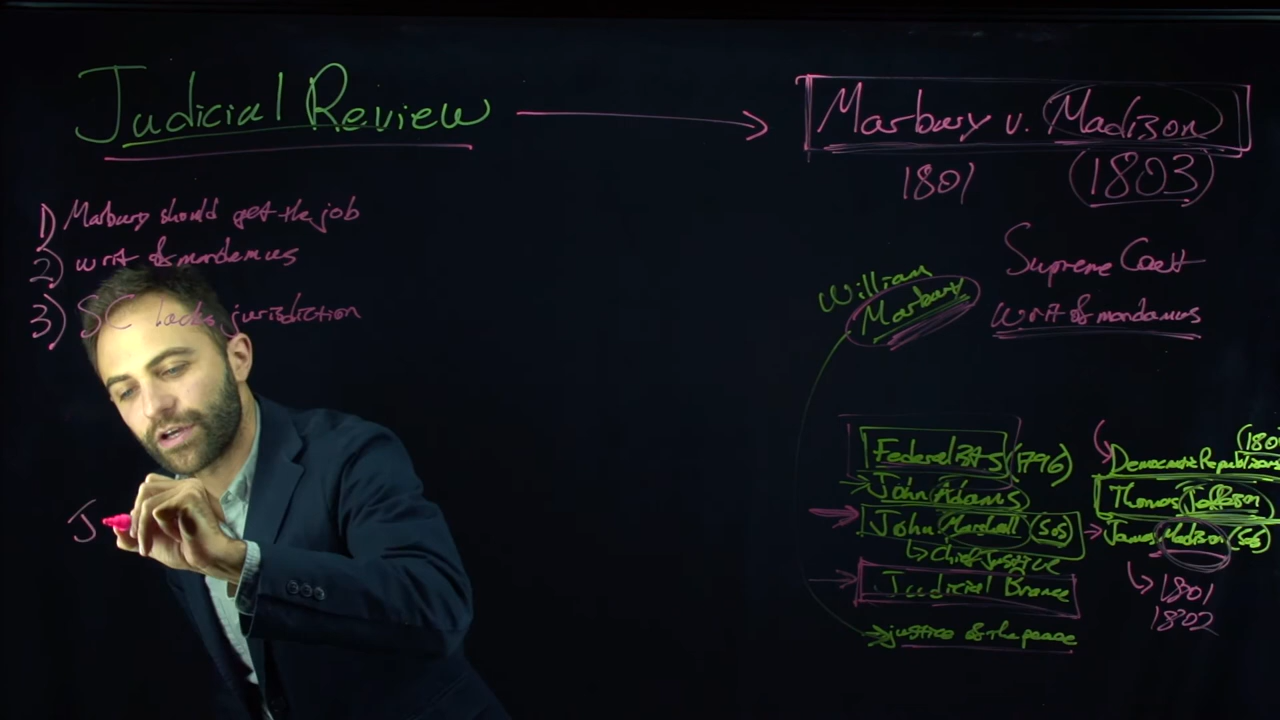 Judicial Review
Marbury v. Madison
1801 (1803)
1) Marbury should get the job
2) writ of mandamus
3) SC lacks jurisdiction
J
Supreme Court
writ of mandamus
William
Marbury
Federalists (1796)
John Adams
John Marshall (SOS)
↳ Chief Justice
Judicial Brance
justice of the peace
Democratic Republicans
Thomas Jefferson
James Madison (SOS)
1801
1802